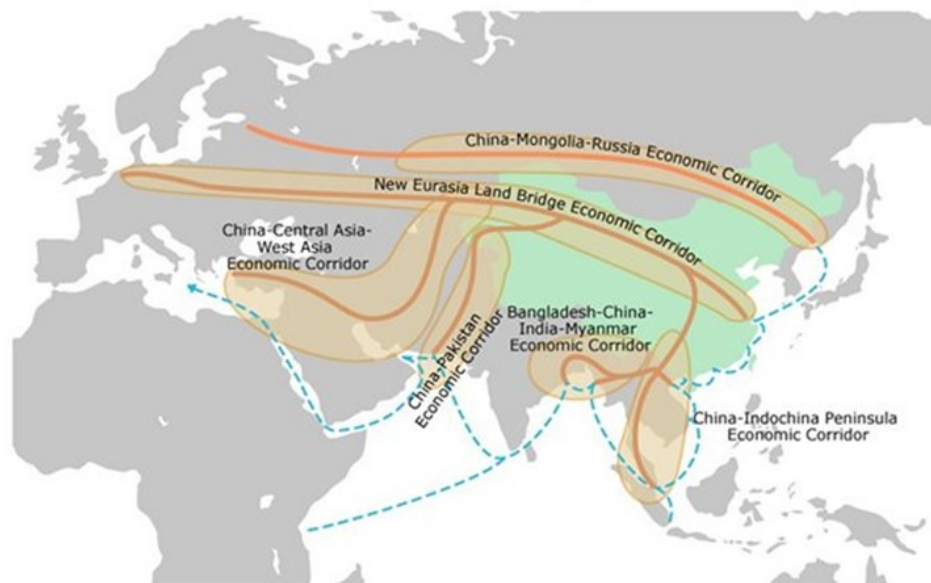 China-Mongolia-Russia Economic Corridor
New Eurasia Land Bridge Economic Corridor
China-Central Asia-
West Asia
Economic Corridor
China-Pakistan
Economic Corridor
Bangladesh-China-
India-Myanmar
Economic Corridor
China-Indochina Peninsula
Economic Corridor